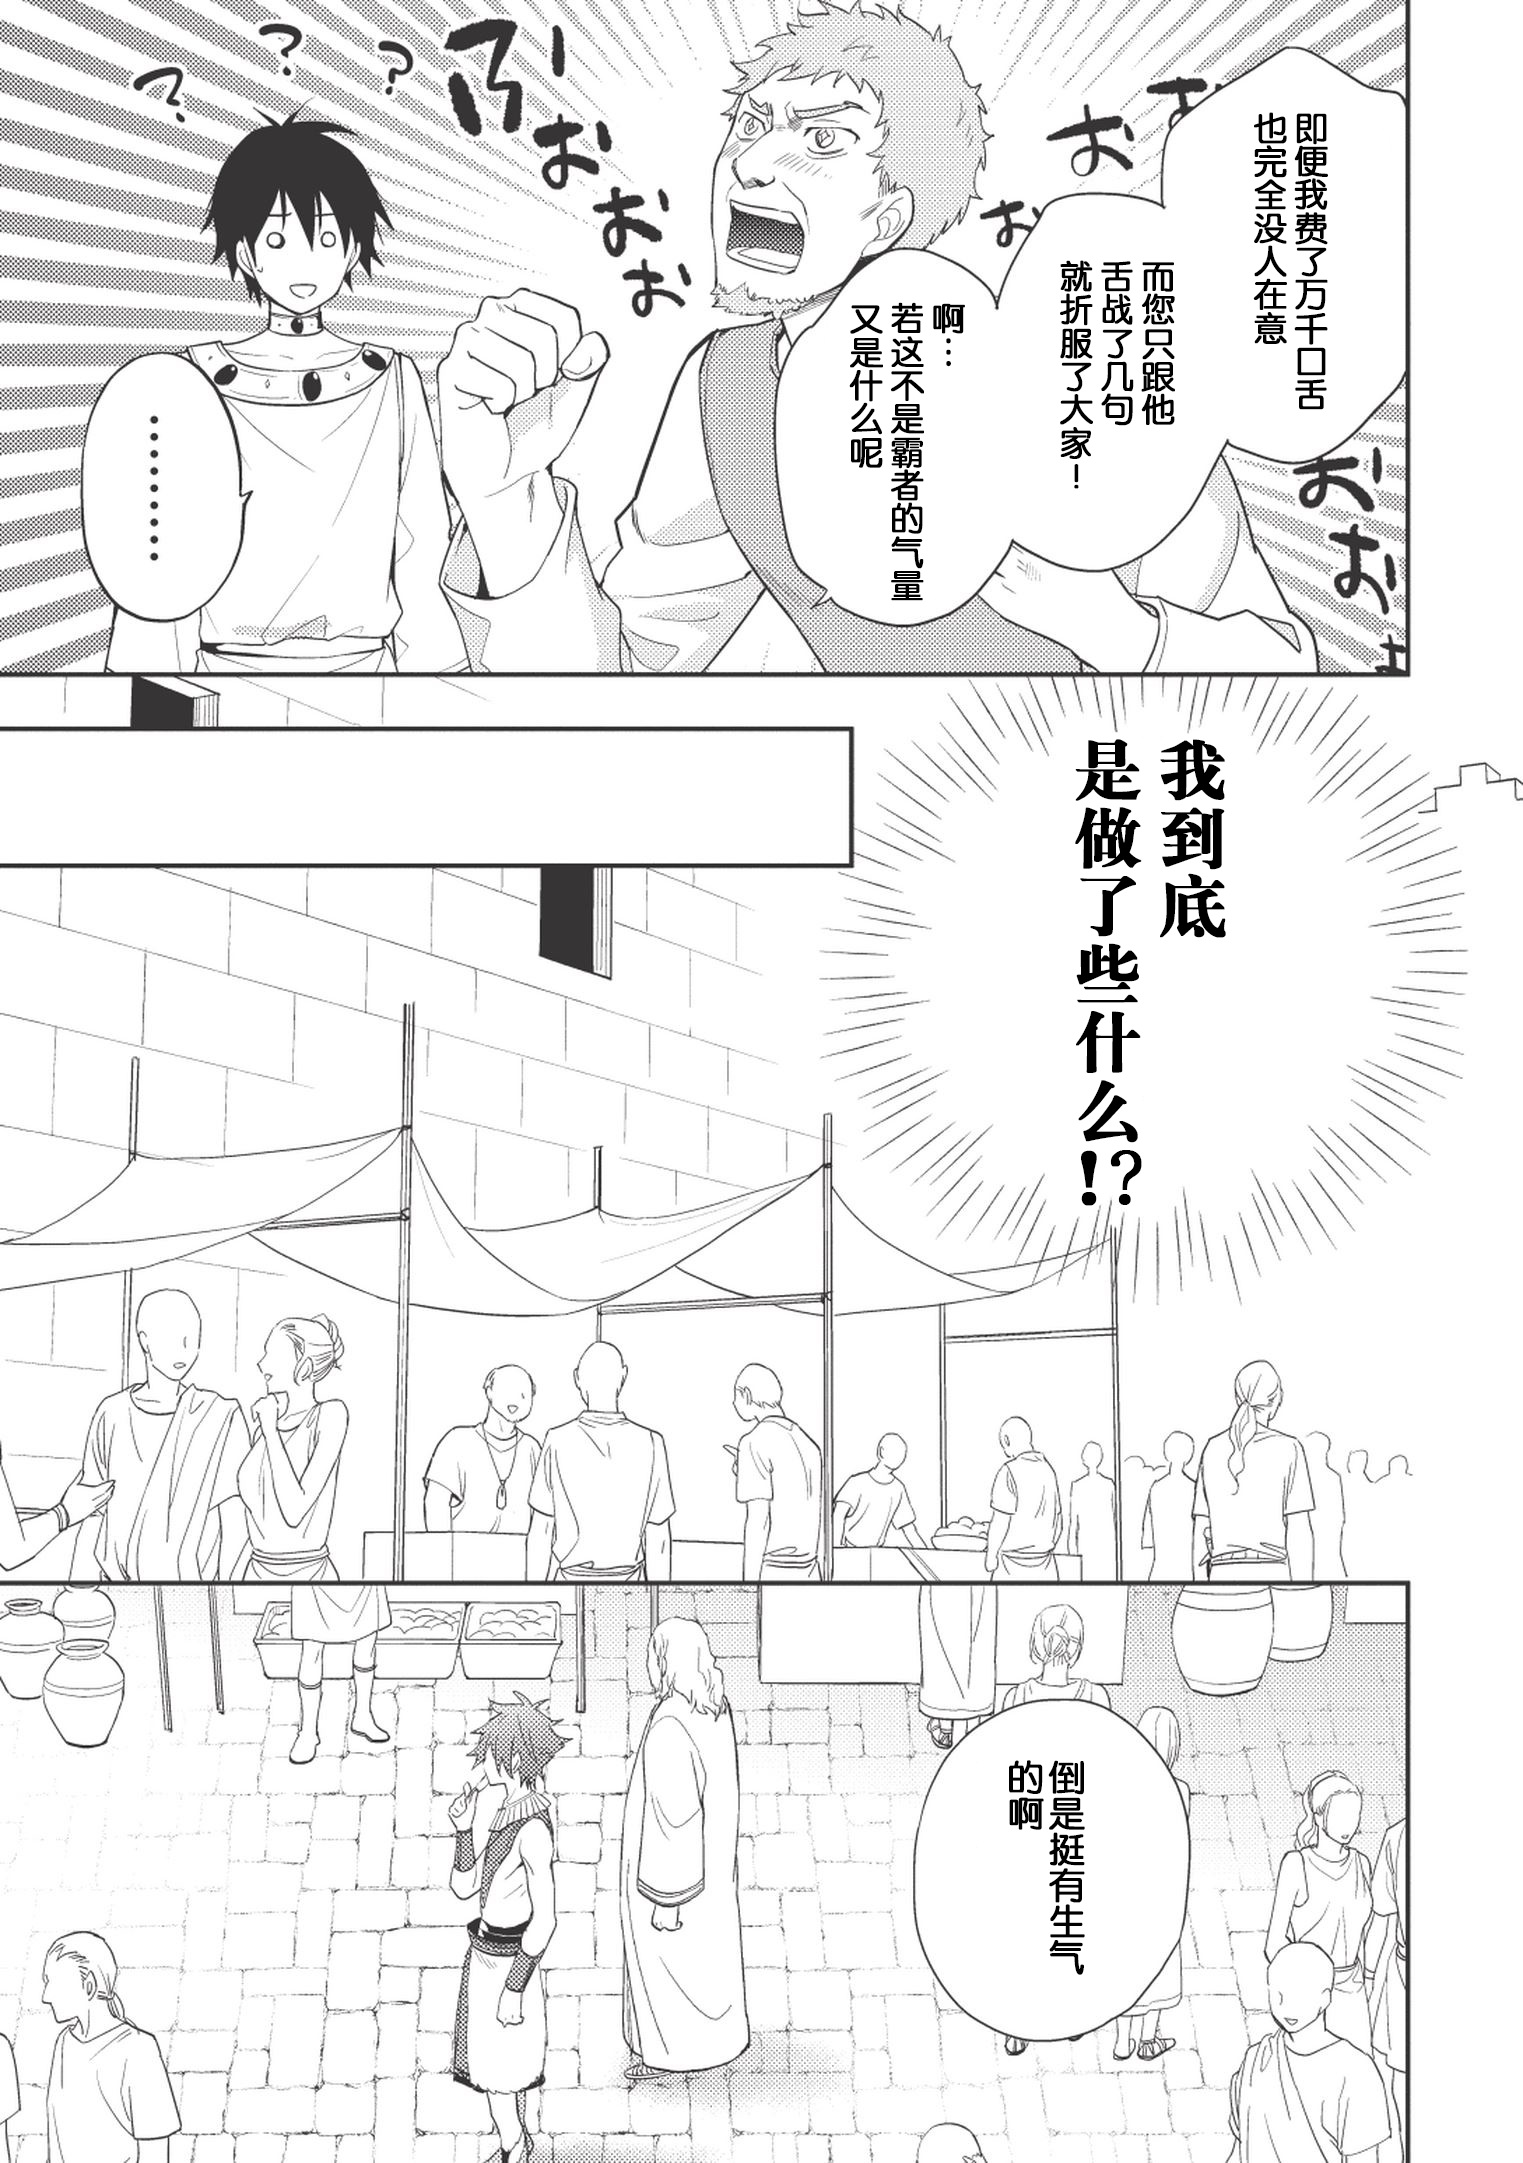 即便我费了万千口舌
也完全没人在意
而您只跟他
舌战了几句
就折服了大家！
啊…
若这不是霸者的气量
又是什么呢
？？？？
ふおおおお
おおお
おおお
………
我到底
是做了些什么!?
倒是挺有生气
的啊